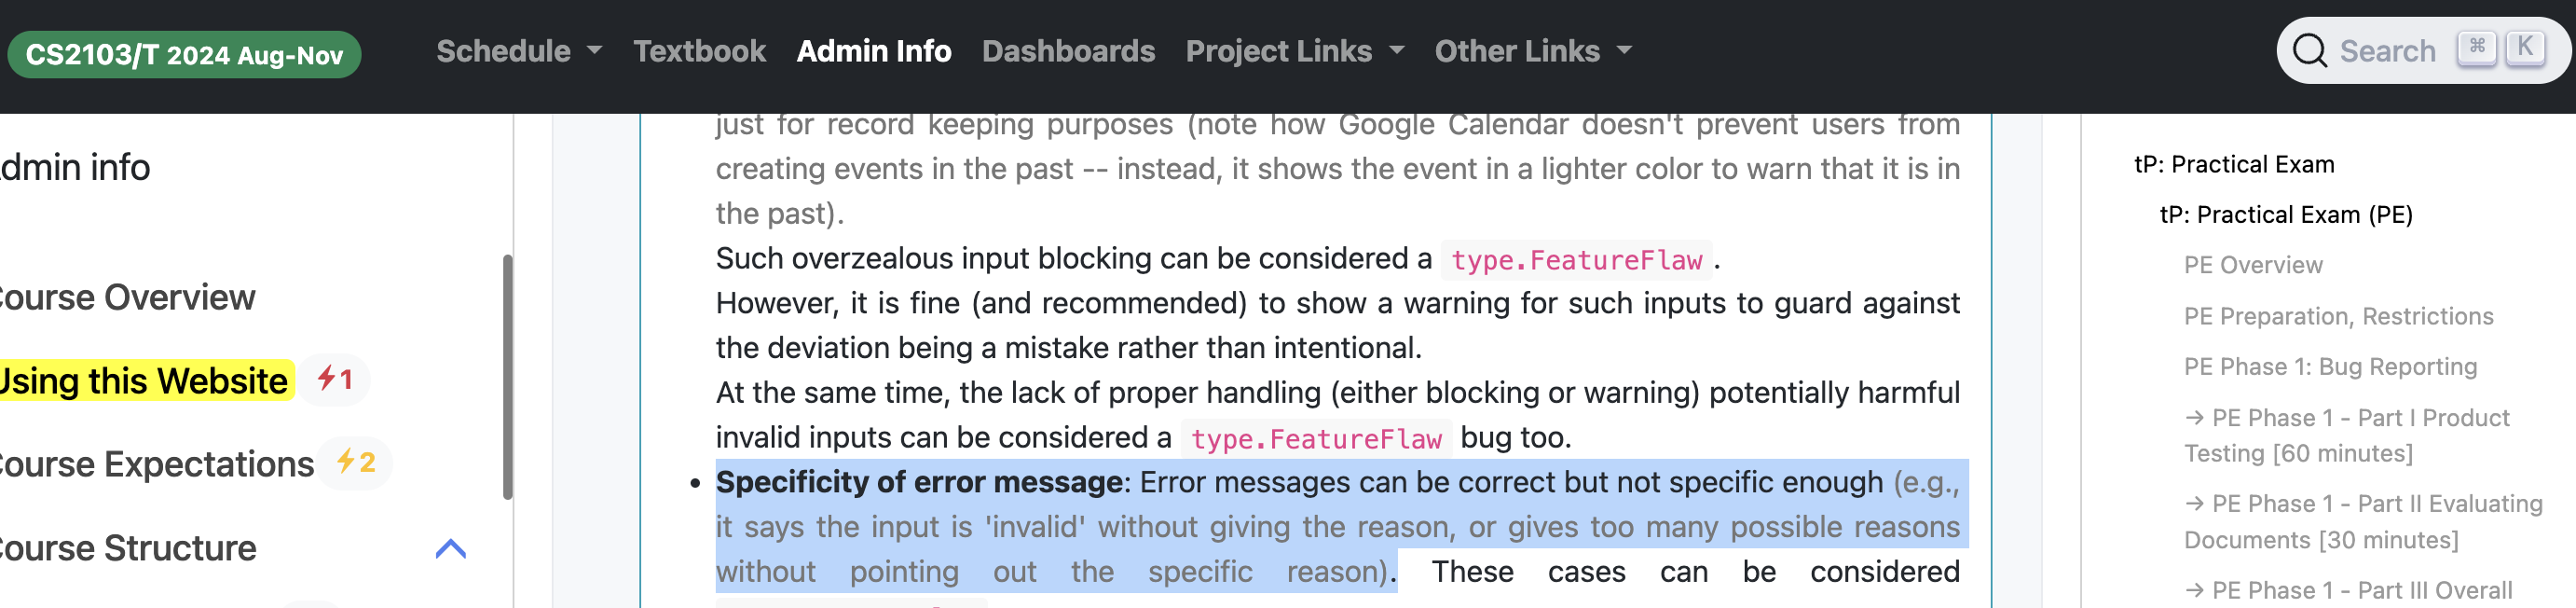 CS2103/T 2024 Aug-Nov
Schedule
Textbook
Admin Info
Dashboards
Project Links
Other Links
Search ⌘ K
dmin info
ourse Overview
Using this Website
1
ourse Expectations
2
ourse Structure
just for record keeping purposes (note how Google Calendar doesn't prevent users from
creating events in the past -- instead, it shows the event in a lighter color to warn that it is in
the past).
Such overzealous input blocking can be considered a type.FeatureFlaw.
However, it is fine (and recommended) to show a warning for such inputs to guard against
the deviation being a mistake rather than intentional.
At the same time, the lack of proper handling (either blocking or warning) potentially harmful
invalid inputs can be considered a type.FeatureFlaw bug too.
• Specificity of error message: Error messages can be correct but not specific enough (e.g.,
it says the input is 'invalid' without giving the reason, or gives too many possible reasons
without pointing out the specific reason). These cases can be considered
tP: Practical Exam
tP: Practical Exam (PE)
PE Overview
PE Preparation, Restrictions
PE Phase 1: Bug Reporting
→ PE Phase 1 - Part I Product
Testing [60 minutes]
→ PE Phase 1 - Part II Evaluating
Documents [30 minutes]
→ PE Phase 1 - Part III Overall